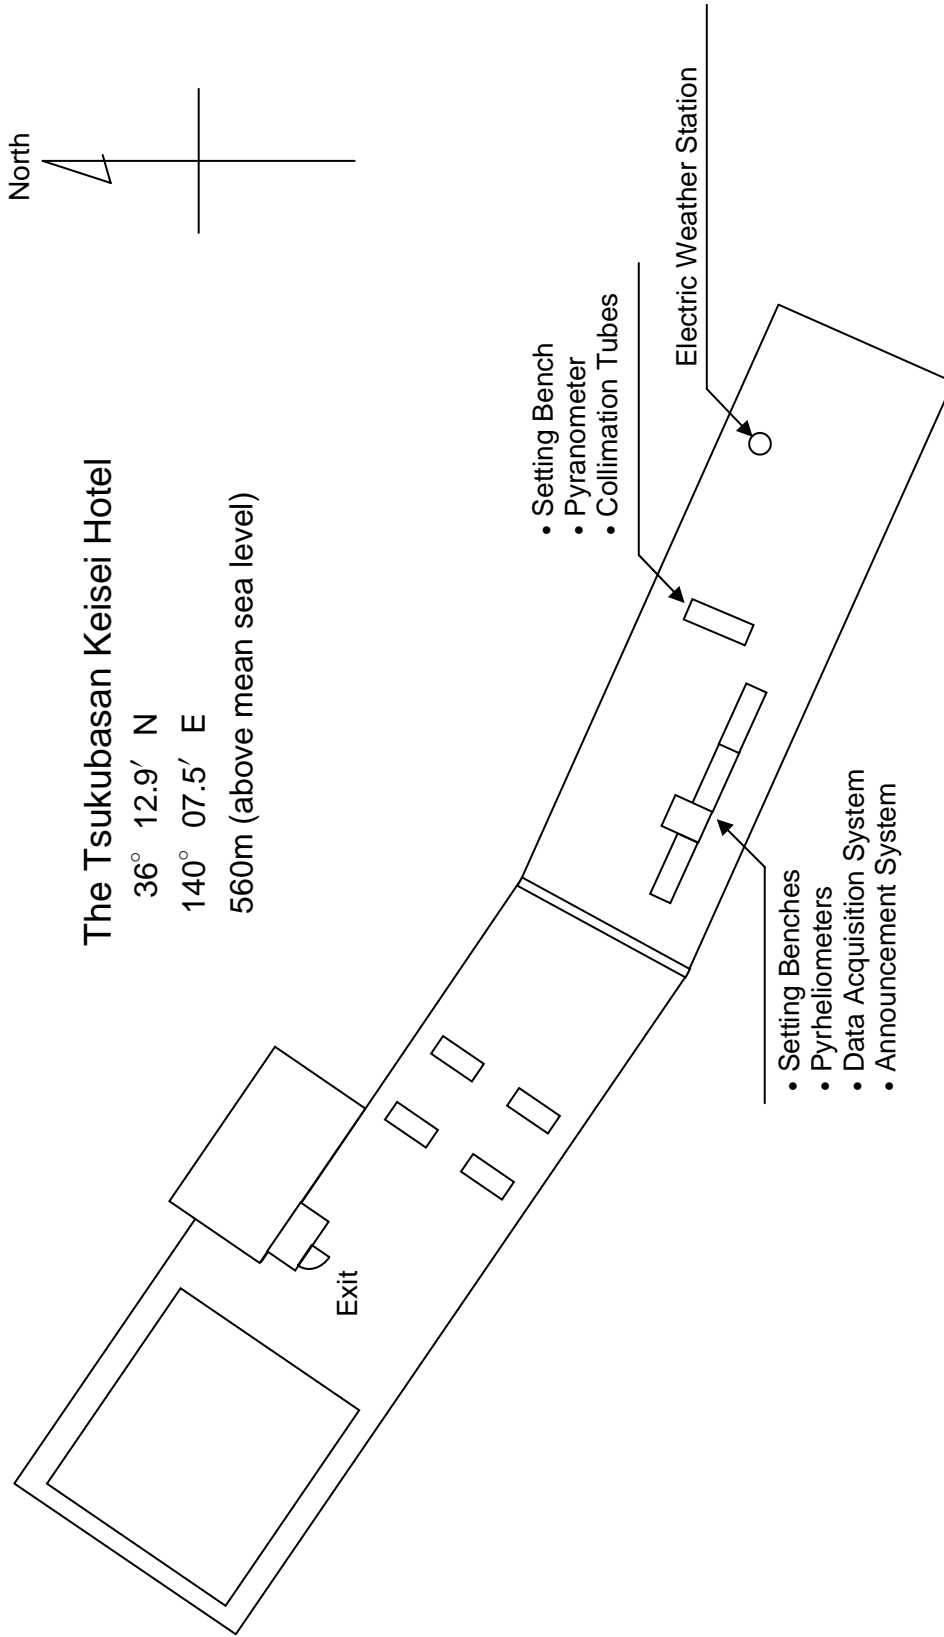 The Tsukubasan Keisei Hotel
36° 12.9′ N
140° 07.5′ E
560m (above mean sea level)
North
• Setting Bench
• Pyranometer
• Collimation Tubes
Electric Weather Station
Exit
• Setting Benches
• Pyrheliometers
• Data Acquisition System
• Announcement System